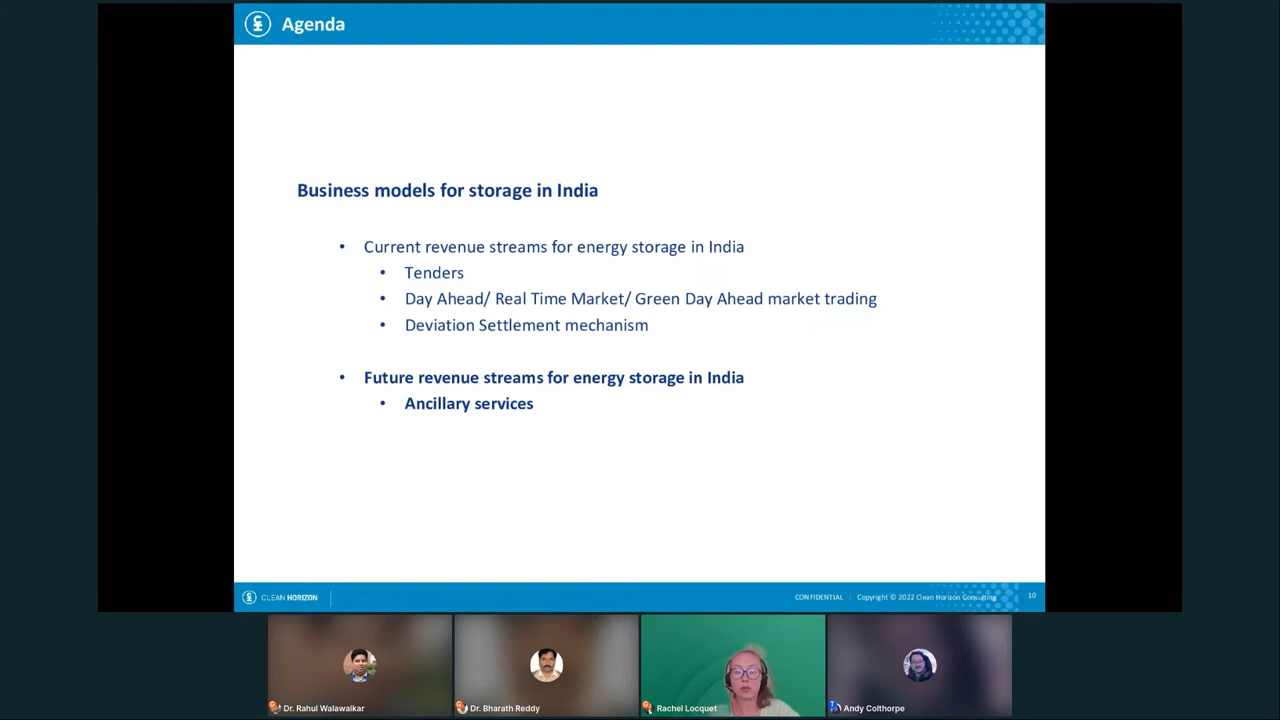 Agenda
Business models for storage in India
• Current revenue streams for energy storage in India
• Tenders
• Day Ahead/ Real Time Market/ Green Day Ahead market trading
• Deviation Settlement mechanism
• Future revenue streams for energy storage in India
• Ancillary services
CLEAN HORIZON
CONFIDENTIAL | Copyright © 2022 Clean Horizon Consulting
10
Dr. Rahul Walawalkar
Dr. Bharath Reddy
Rachel Locquet
Andy Colthorpe